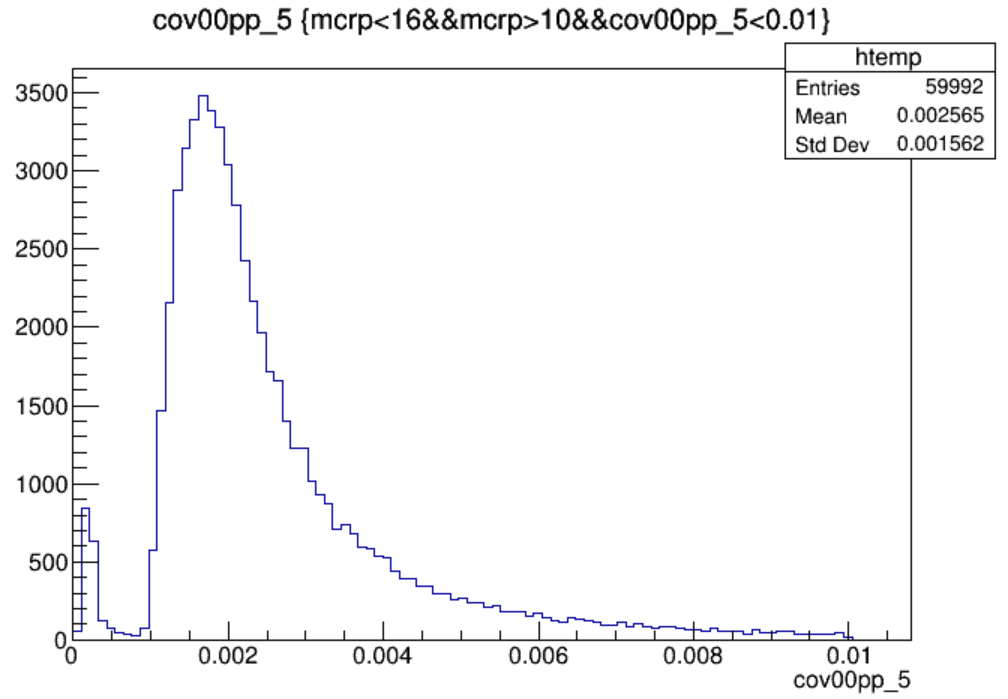 cov00pp_5 {mcrp<16&&mcrp>10&&cov00pp_5<0.01}
htemp
Entries 59992
Mean 0.002565
Std Dev 0.001562
3500
3000
2500
2000
1500
1000
500
0
0 0.002 0.004 0.006 0.008 0.01
cov00pp_5